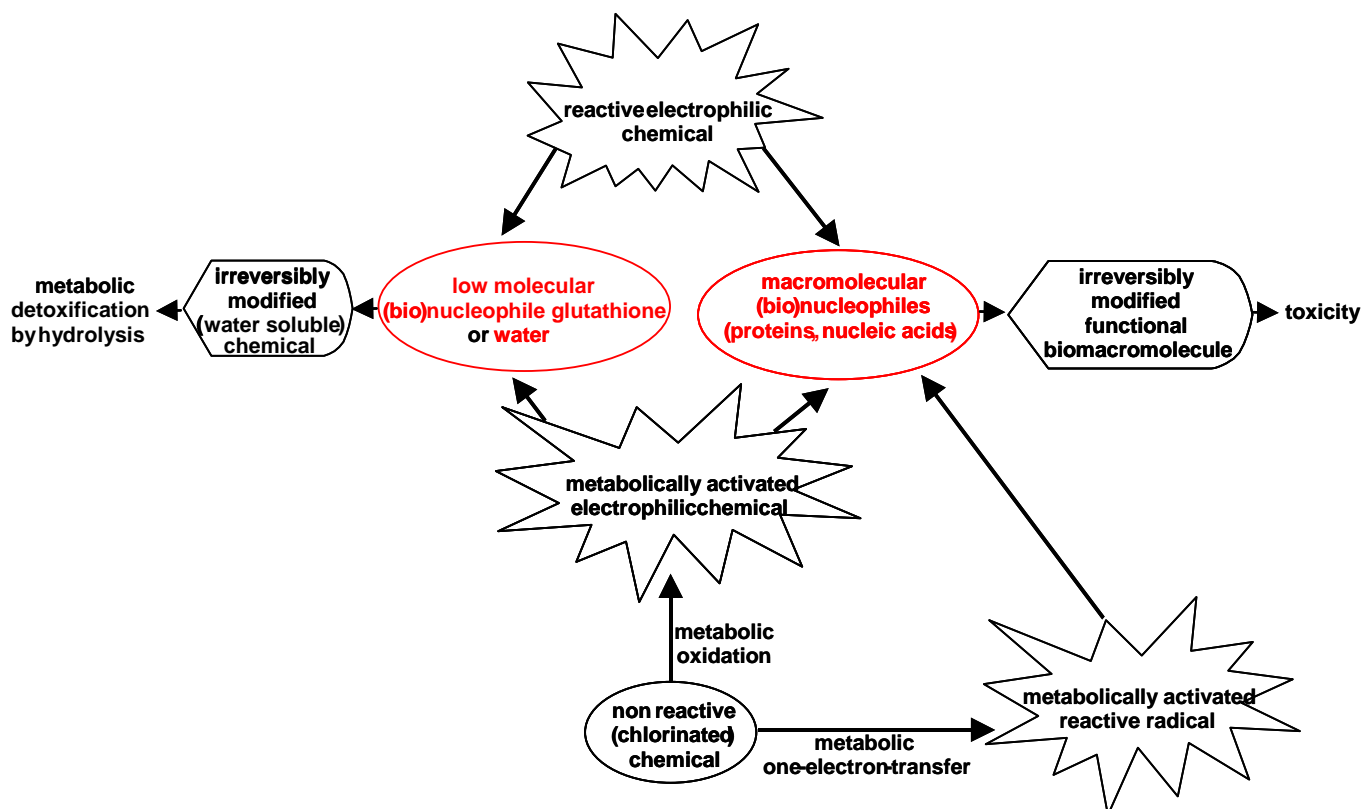 reactive electrophilic
chemical
metabolic
detoxification
by hydrolysis
irreversibly
modified
(water soluble)
chemical
low molecular
(bio)nucleophile glutathione
or water
macromolecular
(bio)nucleophiles
(proteins,, nucleic acids)
irreversibly
modified
functional
biomacromolecule
toxicity
metabolically activated
electrophilic chemical
metabolic
oxidation
non reactive
(chlorinated)
chemical
metabolic
one-electron-transfer
metabolically activated
reactive radical